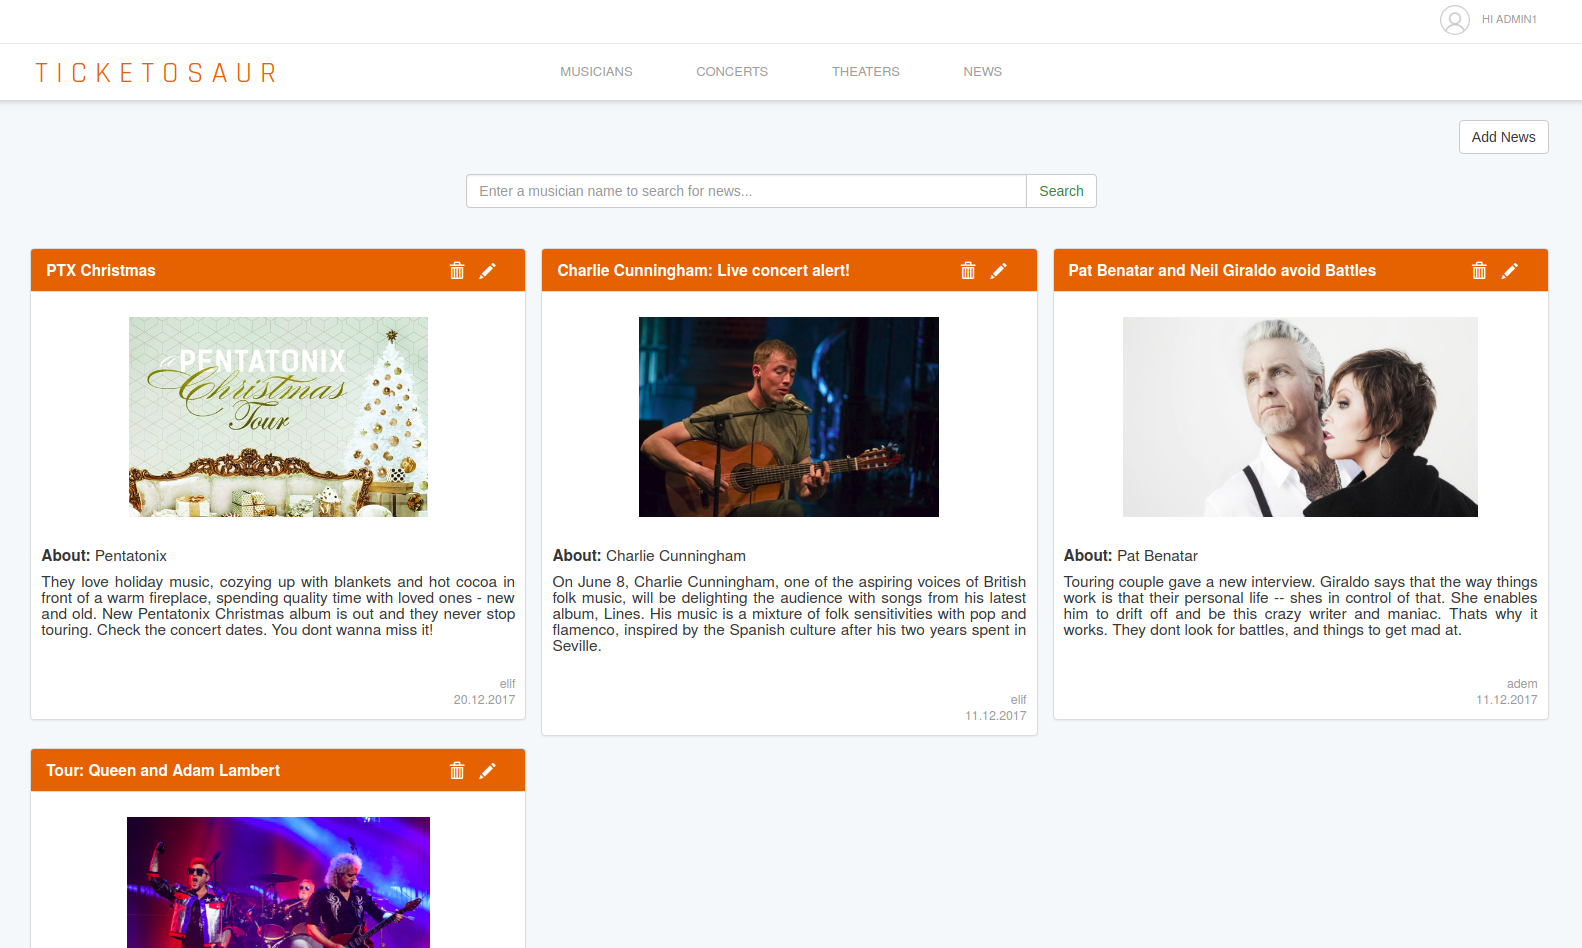 HI ADMIN1
TICKETOSAUR
MUSICIANS
CONCERTS
THEATERS
NEWS
Add News
Enter a musician name to search for news...
Search
PTX Christmas
a PENTATONIX
Christmas
Tour
About: Pentatonix
They love holiday music, cozying up with blankets and hot cocoa in
front of a warm fireplace, spending quality time with loved ones - new
and old. New Pentatonix Christmas album is out and they never stop
touring. Check the concert dates. You dont wanna miss it!
elif
20.12.2017
Charlie Cunningham: Live concert alert!
About: Charlie Cunningham
On June 8, Charlie Cunningham, one of the aspiring voices of British
folk music, will be delighting the audience with songs from his latest
album, Lines. His music is a mixture of folk sensitivities with pop and
flamenco, inspired by the Spanish culture after his two years spent in
Seville.
elif
11.12.2017
Pat Benatar and Neil Giraldo avoid Battles
About: Pat Benatar
Touring couple gave a new interview. Giraldo says that the way things
work is that their personal life -- shes in control of that. She enables
him to drift off and be this crazy writer and maniac. Thats why it
works. They dont look for battles, and things to get mad at.
adem
11.12.2017
Tour: Queen and Adam Lambert